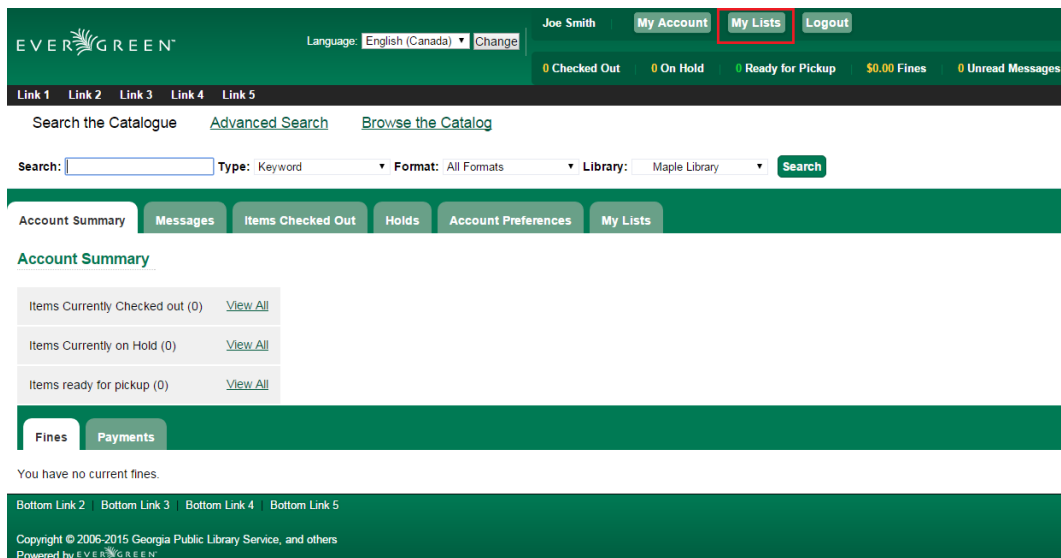 Joe Smith My Account My Lists Logout
EVERGREEN Language: English (Canada) Change
0 Checked Out 0 On Hold 0 Ready for Pickup $0.00 Fines 0 Unread Messages
Link 1 Link 2 Link 3 Link 4 Link 5
Search the Catalogue Advanced Search Browse the Catalog
Search: Type: Keyword Format: All Formats Library: Maple Library Search
Account Summary Messages Items Checked Out Holds Account Preferences My Lists
Account Summary
Items Currently Checked out (0) View All
Items Currently on Hold (0) View All
Items ready for pickup (0) View All
Fines Payments
You have no current fines.
Bottom Link 2 Bottom Link 3 Bottom Link 4 Bottom Link 5
Copyright © 2006-2015 Georgia Public Library Service, and others
Powered by EVERGREEN